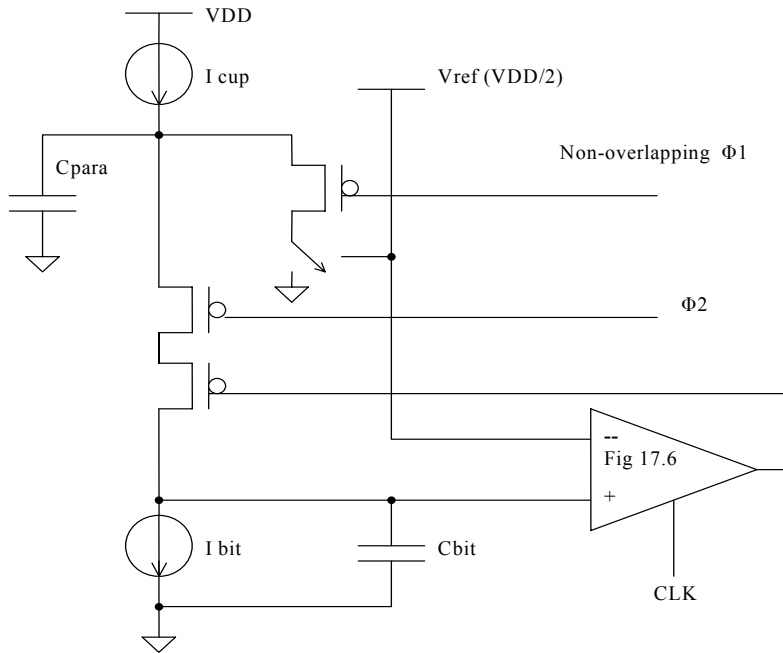 VDD
I cup
Vref (VDD/2)
Cpara
Non-overlapping Φ1
Φ2
--
Fig 17.6
+
I bit
Cbit
CLK